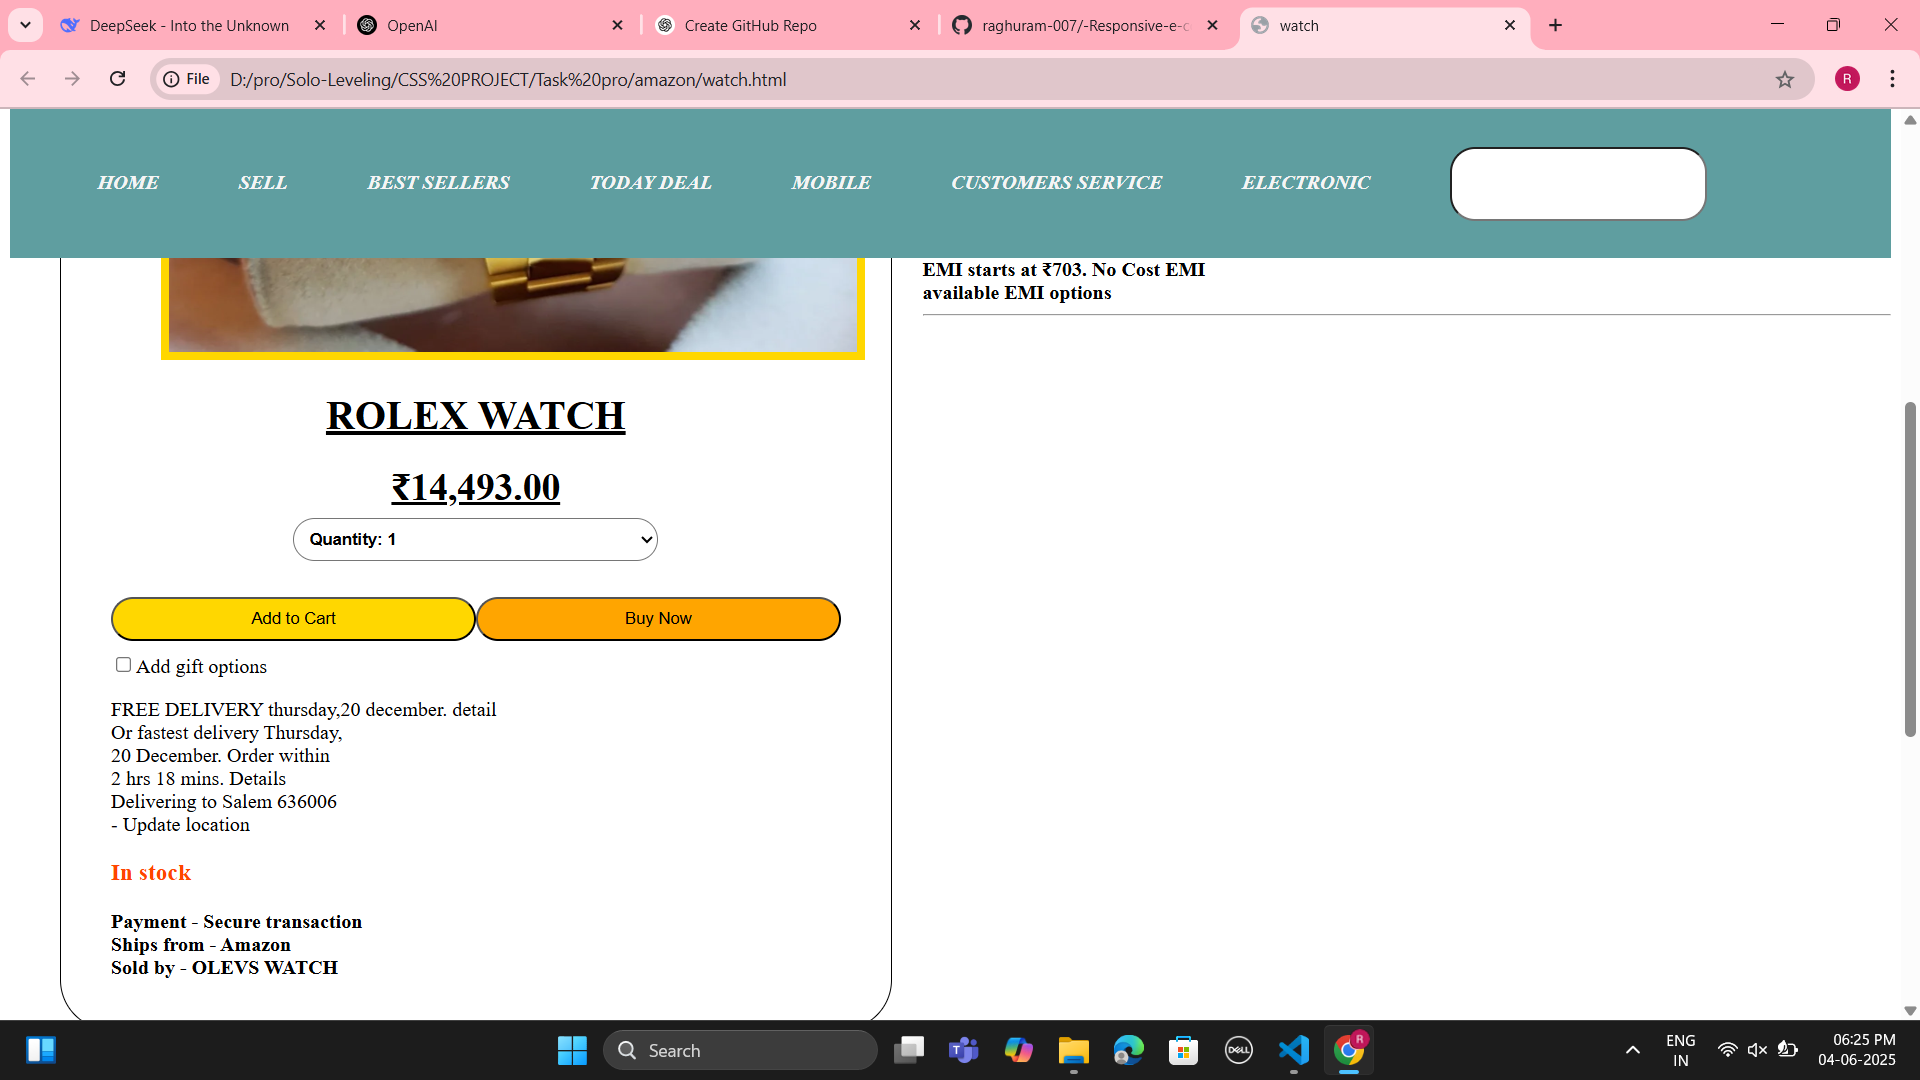 DeepSeek - Into the Unknown
OpenAI
Create GitHub Repo
raghuram-007/-Responsive-e-c
watch
File
D:/pro/Solo-Leveling/CSS%20PROJECT/Task%20pro/amazon/watch.html
R
HOME
SELL
BEST SELLERS
TODAY DEAL
MOBILE
CUSTOMERS SERVICE
ELECTRONIC
EMI starts at ₹703. No Cost EMI
available EMI options
ROLEX WATCH
₹14,493.00
Quantity: 1
Add to Cart
Buy Now
Add gift options
FREE DELIVERY thursday,20 december. detail
Or fastest delivery Thursday,
20 December. Order within
2 hrs 18 mins. Details
Delivering to Salem 636006
- Update location
In stock
Payment - Secure transaction
Ships from - Amazon
Sold by - OLEVS WATCH
Search
T
DELL
R
ENG
IN
06:25 PM
04-06-2025